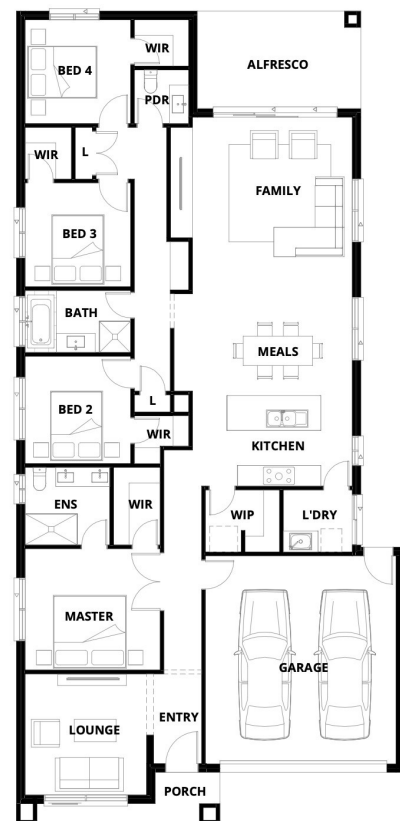 WIR
BED 4
ALFRESCO
PDR
WIR
L
FAMILY
BED 3
BATH
MEALS
L
BED 2
WIR
KITCHEN
ENS
WIR
WIP
L'DRY
MASTER
GARAGE
LOUNGE
ENTRY
PORCH